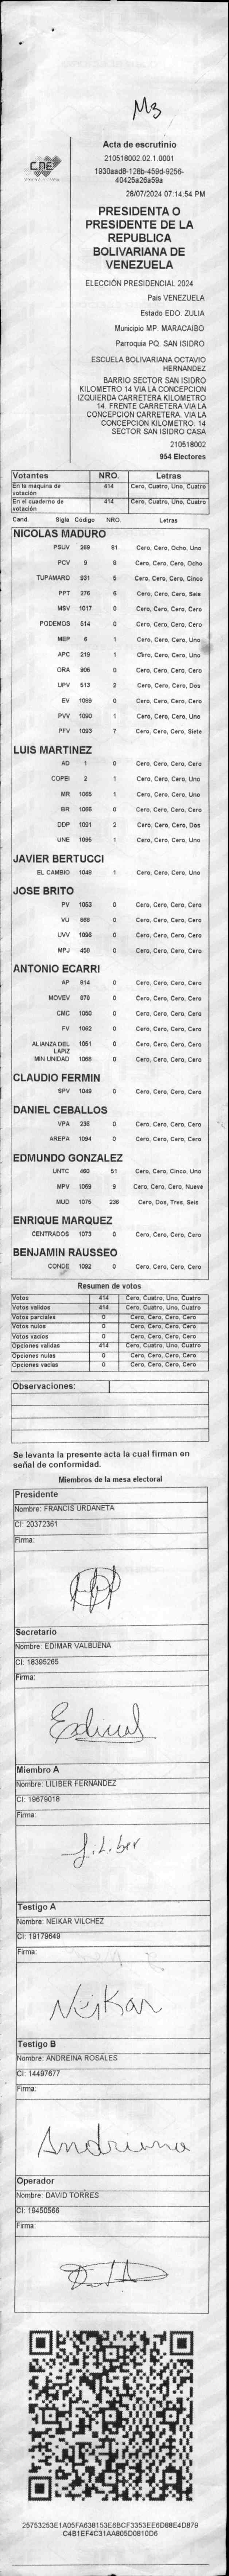 M3
CNE
Acta de escrutinio
210518002.02.1.0001
1930aad8-128b-459d-9256-
40425a26a59a
28/07/2024 07:14:54 PM
PRESIDENTA O
PRESIDENTE DE LA
REPUBLICA
BOLIVARIANA DE
VENEZUELA
ELECCIÓN PRESIDENCIAL 2024
Pais VENEZUELA
Estado EDO. ZULIA
Municipio MP. MARACAIBO
Parroquia PQ. SAN ISIDRO
ESCUELA BOLIVARIANA OCTAVIO
HERNANDEZ
BARRIO SECTOR SAN ISIDRO
KILOMETRO 14 VIA LA CONCEPCION
IZQUIERDA CARRETERA KILOMETRO
14. FRENTE CARRETERA VIA LA
CONCEPCION CARRETERA. VIA LA
CONCEPCION KILOMETRO. 14
SECTOR SAN ISIDRO CASA
210518002
954 Electores
Votantes NRO. Letras
En la máquina de votación 414 Cero, Cuatro, Uno, Cuatro
En el cuaderno de votación 414 Cero, Cuatro, Uno, Cuatro
Cand. Sigla Código NRO. Letras
NICOLAS MADURO
PSUV 269 81 Cero, Cero, Ocho, Uno
PCV 9 8 Cero, Cero, Cero, Ocho
TUPAMARO 931 5 Cero, Cero, Cero, Cinco
PPT 276 6 Cero, Cero, Cero, Seis
MSV 1017 0 Cero, Cero, Cero, Cero
PODEMOS 514 0 Cero, Cero, Cero, Cero
MEP 6 1 Cero, Cero, Cero, Uno
APC 219 1 Cero, Cero, Cero, Uno
ORA 906 0 Cero, Cero, Cero, Cero
UPV 513 2 Cero, Cero, Cero, Dos
EV 1089 0 Cero, Cero, Cero, Cero
PVV 1090 1 Cero, Cero, Cero, Uno
PFV 1093 7 Cero, Cero, Cero, Siete
LUIS MARTINEZ
AD 1 0 Cero, Cero, Cero, Cero
COPEI 2 1 Cero, Cero, Cero, Uno
MR 1065 1 Cero, Cero, Cero, Uno
BR 1066 0 Cero, Cero, Cero, Cero
DDP 1091 2 Cero, Cero, Cero, Dos
UNE 1095 1 Cero, Cero, Cero, Uno
JAVIER BERTUCCI
EL CAMBIO 1048 1 Cero, Cero, Cero, Uno
JOSE BRITO
PV 1053 0 Cero, Cero, Cero, Cero
VU 868 0 Cero, Cero, Cero, Cero
UVV 1096 0 Cero, Cero, Cero, Cero
MPJ 458 0 Cero, Cero, Cero, Cero
ANTONIO ECARRI
AP 814 0 Cero, Cero, Cero, Cero
MOVEV 878 0 Cero, Cero, Cero, Cero
CMC 1050 0 Cero, Cero, Cero, Cero
FV 1062 0 Cero, Cero, Cero, Cero
ALIANZA DEL LAPIZ 1051 0 Cero, Cero, Cero, Cero
MIN UNIDAD 1068 0 Cero, Cero, Cero, Cero
CLAUDIO FERMIN
SPV 1049 0 Cero, Cero, Cero, Cero
DANIEL CEBALLOS
VPA 236 0 Cero, Cero, Cero, Cero
AREPA 1094 0 Cero, Cero, Cero, Cero
EDMUNDO GONZALEZ
UNTC 460 51 Cero, Cero, Cinco, Uno
MPV 1069 9 Cero, Cero, Cero, Nueve
MUD 1075 236 Cero, Dos, Tres, Seis
ENRIQUE MARQUEZ
CENTRADOS 1073 0 Cero, Cero, Cero, Cero
BENJAMIN RAUSSEO
CONDE 1092 0 Cero, Cero, Cero, Cero
Resumen de votos
Votos 414 Cero, Cuatro, Uno, Cuatro
Votos validos 414 Cero, Cuatro, Uno, Cuatro
Votos parciales 0 Cero, Cero, Cero, Cero
Votos nulos 0 Cero, Cero, Cero, Cero
Votos vacios 0 Cero, Cero, Cero, Cero
Opciones validas 414 Cero, Cuatro, Uno, Cuatro
Opciones nulas 0 Cero, Cero, Cero, Cero
Opciones vacias 0 Cero, Cero, Cero, Cero
Observaciones:
Se levanta la presente acta la cual firman en
señal de conformidad.
Miembros de la mesa electoral
Presidente
Nombre: FRANCIS URDANETA
CI: 20372361
Firma:
Secretario
Nombre: EDIMAR VALBUENA
CI: 18395265
Firma:
Miembro A
Nombre: LILIBER FERNANDEZ
CI: 19679018
Firma:
Liliber
Testigo A
Nombre: NEIKAR VILCHEZ
CI: 19179649
Firma:
Neikar
Testigo B
Nombre: ANDREINA ROSALES
CI: 14497677
Firma:
Operador
Nombre: DAVID TORRES
CI: 19450566
Firma:
25753253E1A05FA638153E6BCF3353EE6D88E4D879
C4B1EF4C31AA805D0810D6